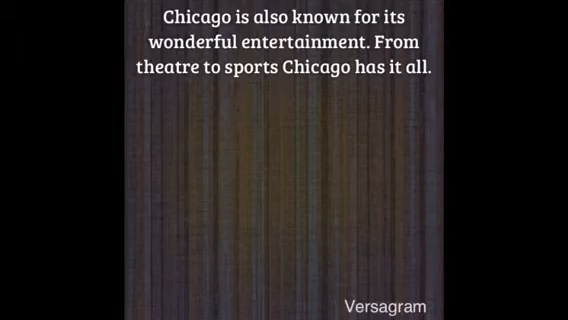 Chicago is also known for its
wonderful entertainment. From
theatre to sports Chicago has it all.
Versagram